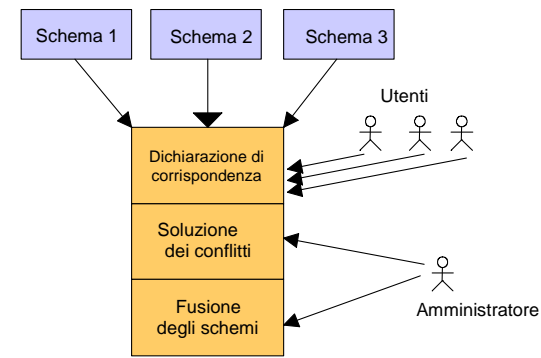 Schema 1
Schema 2
Schema 3
Utenti
Dichiarazione di
corrispondenza
Soluzione
dei conflitti
Fusione
degli schemi
Amministratore